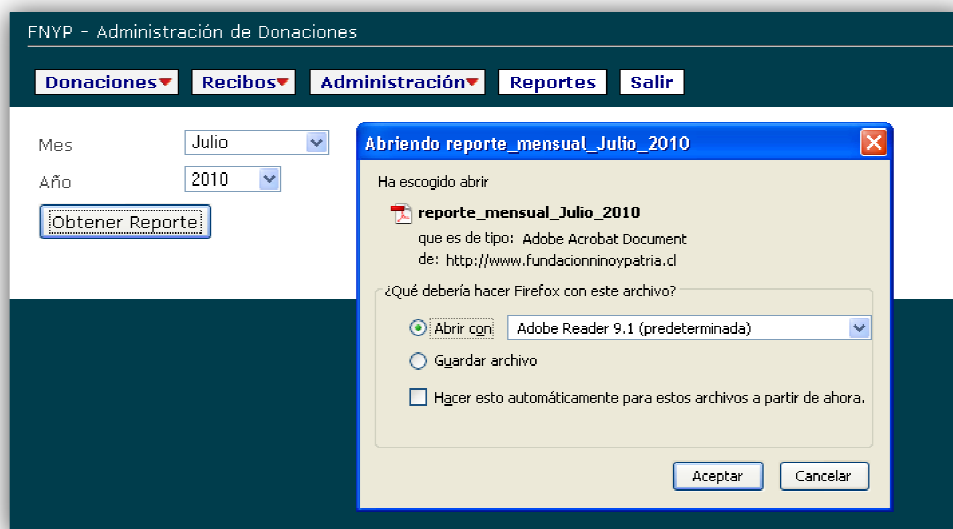 FNYP - Administración de Donaciones
Donaciones Recibos Administración Reportes Salir
Mes Julio
Año 2010
Obtener Reporte
Abriendo reporte_mensual_Julio_2010
Ha escogido abrir
reporte_mensual_Julio_2010
que es de tipo: Adobe Acrobat Document
de: http://www.fundacionninoypatria.cl
¿Qué debería hacer Firefox con este archivo?
Abrir con Adobe Reader 9.1 (predeterminada)
Guardar archivo
Hacer esto automáticamente para estos archivos a partir de ahora.
Aceptar Cancelar